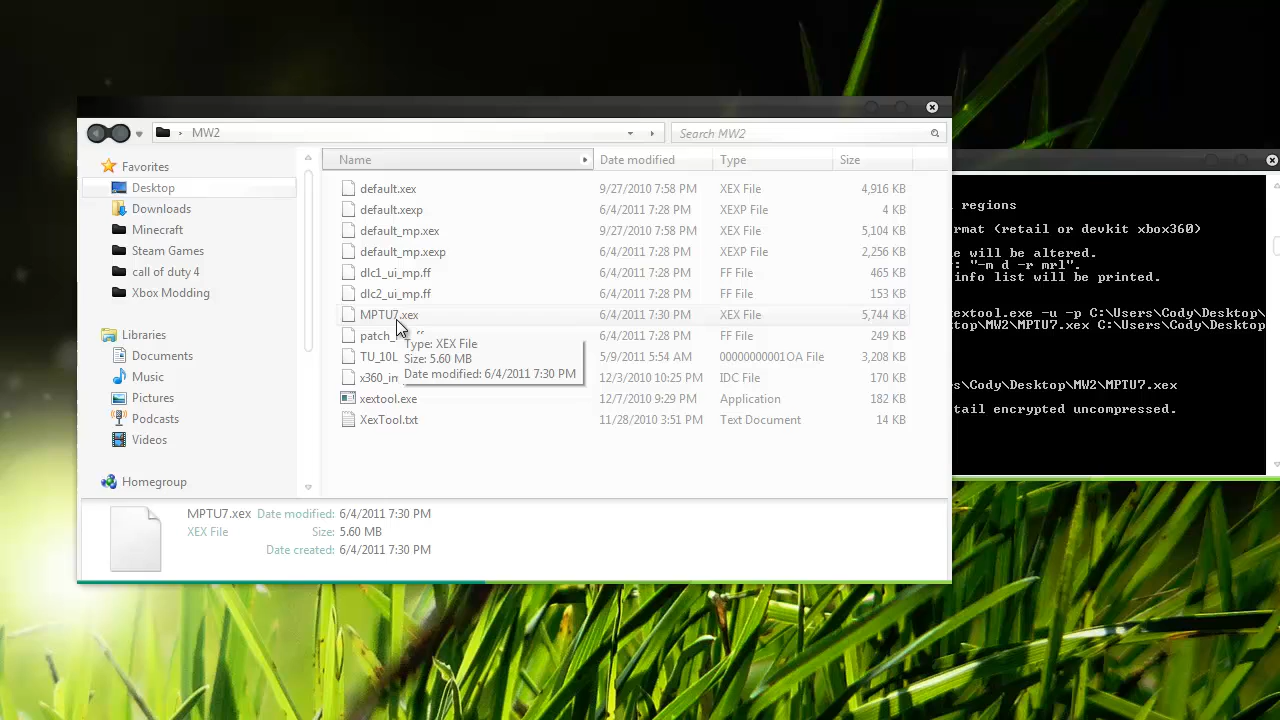 MW2
Search MW2
Favorites
Desktop
Downloads
Minecraft
Steam Games
call of duty 4
Xbox Modding
Libraries
Documents
Music
Pictures
Podcasts
Videos
Homegroup
Name Date modified Type Size
default.xex 9/27/2010 7:58 PM XEX File 4,916 KB
default.xexp 6/4/2011 7:28 PM XEXP File 4 KB
default_mp.xex 9/27/2010 7:58 PM XEX File 5,104 KB
default_mp.xexp 6/4/2011 7:28 PM XEXP File 2,256 KB
dlc1_ui_mp.ff 6/4/2011 7:28 PM FF File 465 KB
dlc2_ui_mp.ff 6/4/2011 7:28 PM FF File 153 KB
MPTU7.xex 6/4/2011 7:30 PM XEX File 5,744 KB
patch_ ff 6/4/2011 7:28 PM FF File 249 KB
TU_10L 5/9/2011 5:54 AM 00000000001OA File 3,208 KB
x360_im 12/3/2010 10:25 PM IDC File 170 KB
xextool.exe 12/7/2010 9:29 PM Application 182 KB
XexTool.txt 11/28/2010 3:51 PM Text Document 14 KB
Type: XEX File
Size: 5.60 MB
Date modified: 6/4/2011 7:30 PM
MPTU7.xex Date modified: 6/4/2011 7:30 PM
XEX File Size: 5.60 MB
Date created: 6/4/2011 7:30 PM
regions
rmat (retail or devkit xbox360)
e will be altered.
: "-m d -r mrl".
info list will be printed.
extool.exe -u -p C:\Users\Cody\Desktop\
top\MW2\MPTU7.xex C:\Users\Cody\Desktop
s\Cody\Desktop\MW2\MPTU7.xex
tail encrypted uncompressed.